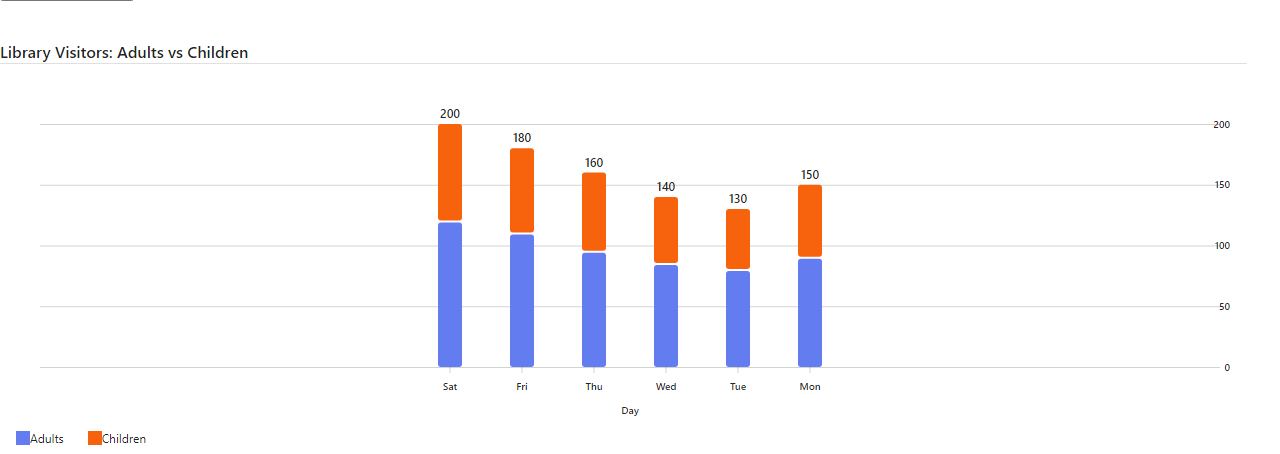 Library Visitors: Adults vs Children
200
180
160
140
130
150
200
150
100
50
0
Sat Fri Thu Wed Tue Mon
Day
Adults Children